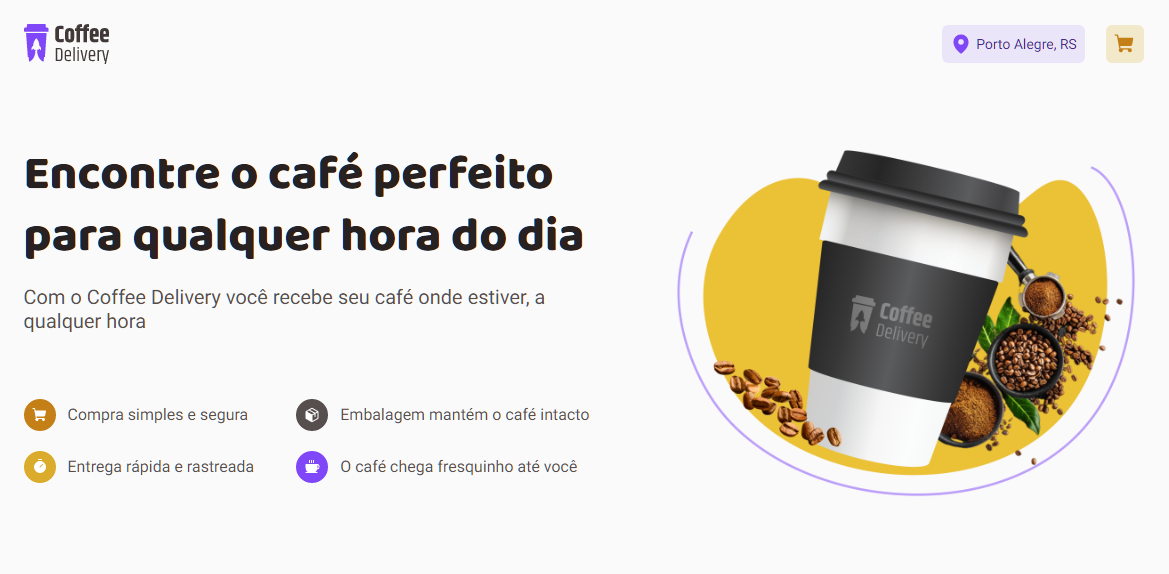 Coffee
Delivery
Porto Alegre, RS
Encontre o café perfeito
para qualquer hora do dia
Com o Coffee Delivery você recebe seu café onde estiver, a
qualquer hora
Coffee
Delivery
Compra simples e segura
Embalagem mantém o café intacto
Entrega rápida e rastreada
O café chega fresquinho até você